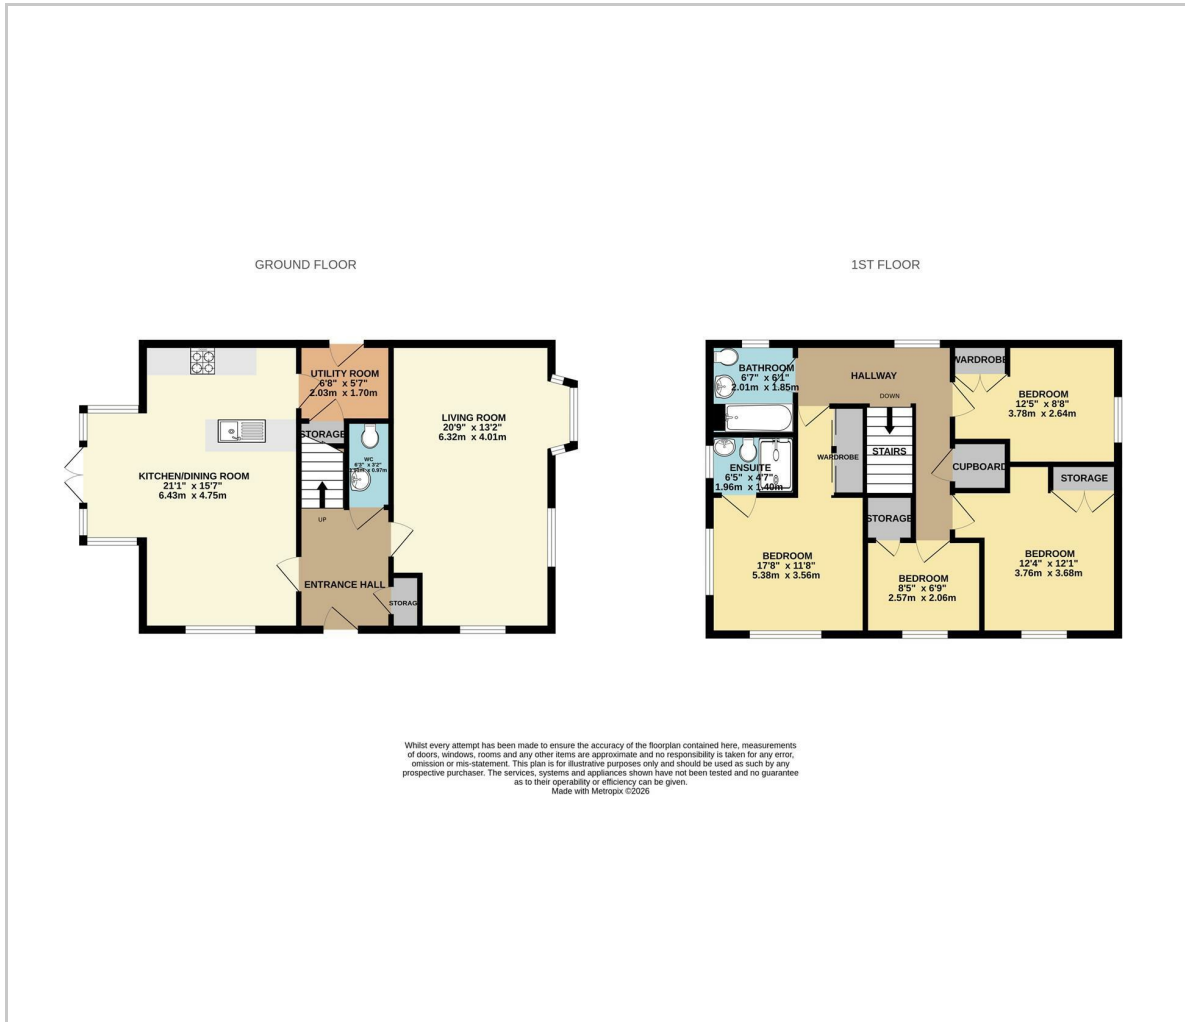 GROUND FLOOR
UTILITY ROOM
6'8" x 5'7"
2.03m x 1.70m
LIVING ROOM
20'9" x 13'2"
6.32m x 4.01m
STORAGE
WC
KITCHEN/DINING ROOM
21'1" x 15'7"
6.43m x 4.75m
UP
ENTRANCE HALL
STORAGE
1ST FLOOR
BATHROOM
6'7" x 6'1"
2.01m x 1.85m
HALLWAY
DOWN
WARDROBE
BEDROOM
12'5" x 8'8"
3.78m x 2.64m
ENSUITE
6'5" x 4'7"
1.96m x 1.40m
WARDROBE
STAIRS
CUPBOARD
STORAGE
STORAGE
BEDROOM
17'8" x 11'8"
5.38m x 3.56m
BEDROOM
8'5" x 6'9"
2.57m x 2.06m
BEDROOM
12'4" x 12'1"
3.76m x 3.68m
Whilst every attempt has been made to ensure the accuracy of the floorplan contained here, measurements
of doors, windows, rooms and any other items are approximate and no responsibility is taken for any error,
omission or mis-statement. This plan is for illustrative purposes only and should be used as such by any
prospective purchaser. The services, systems and appliances shown have not been tested and no guarantee
as to their operability or efficiency can be given.
Made with Metropix ©2026